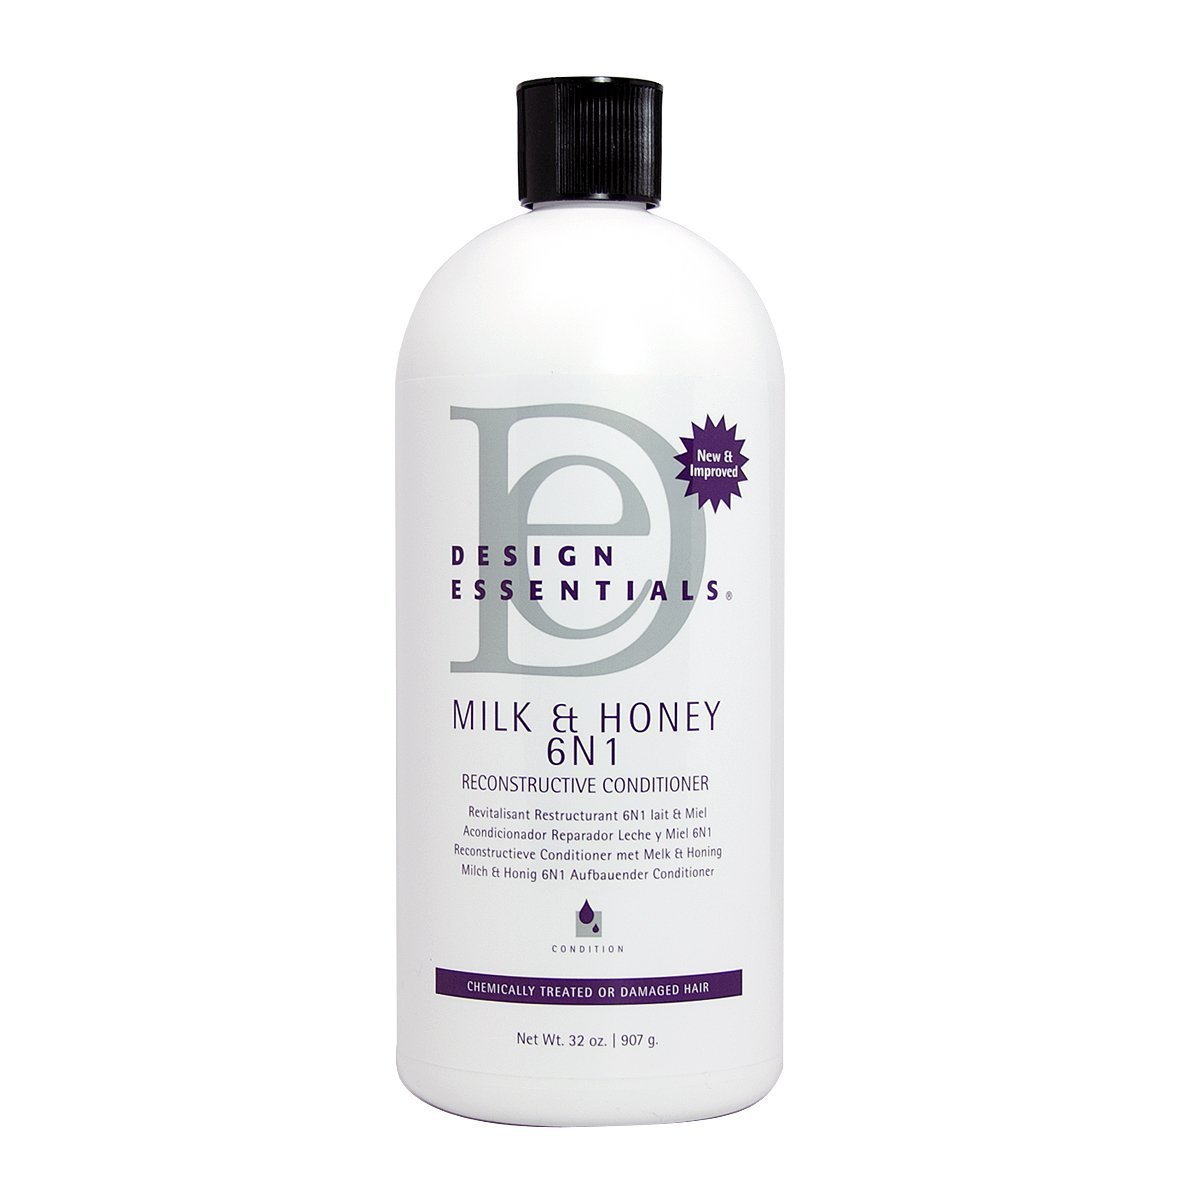 De
New &
Improved
DESIGN
ESSENTIALS®
MILK & HONEY
6N1
RECONSTRUCTIVE CONDITIONER
Revitalisant Restructurant 6N1 lait & Miel
Acondicionador Reparador Leche y Miel 6N1
Reconstructieve Conditioner met Melk & Honing
Milch & Honig 6N1 Aufbauender Conditioner
CONDITION
CHEMICALLY TREATED OR DAMAGED HAIR
Net Wt. 32 oz. | 907 g.